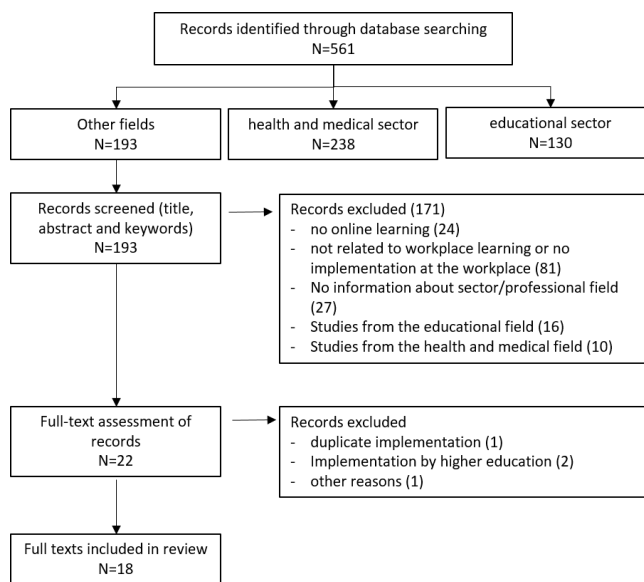 Records identified through database searching
N=561
Other fields
N=193
health and medical sector
N=238
educational sector
N=130
Records screened (title,
abstract and keywords)
N=193
Records excluded (171)
- no online learning (24)
- not related to workplace learning or no
implementation at the workplace (81)
- No information about sector/professional field
(27)
- Studies from the educational field (16)
- Studies from the health and medical field (10)
Full-text assessment of
records
N=22
Records excluded
- duplicate implementation (1)
- Implementation by higher education (2)
- other reasons (1)
Full texts included in review
N=18